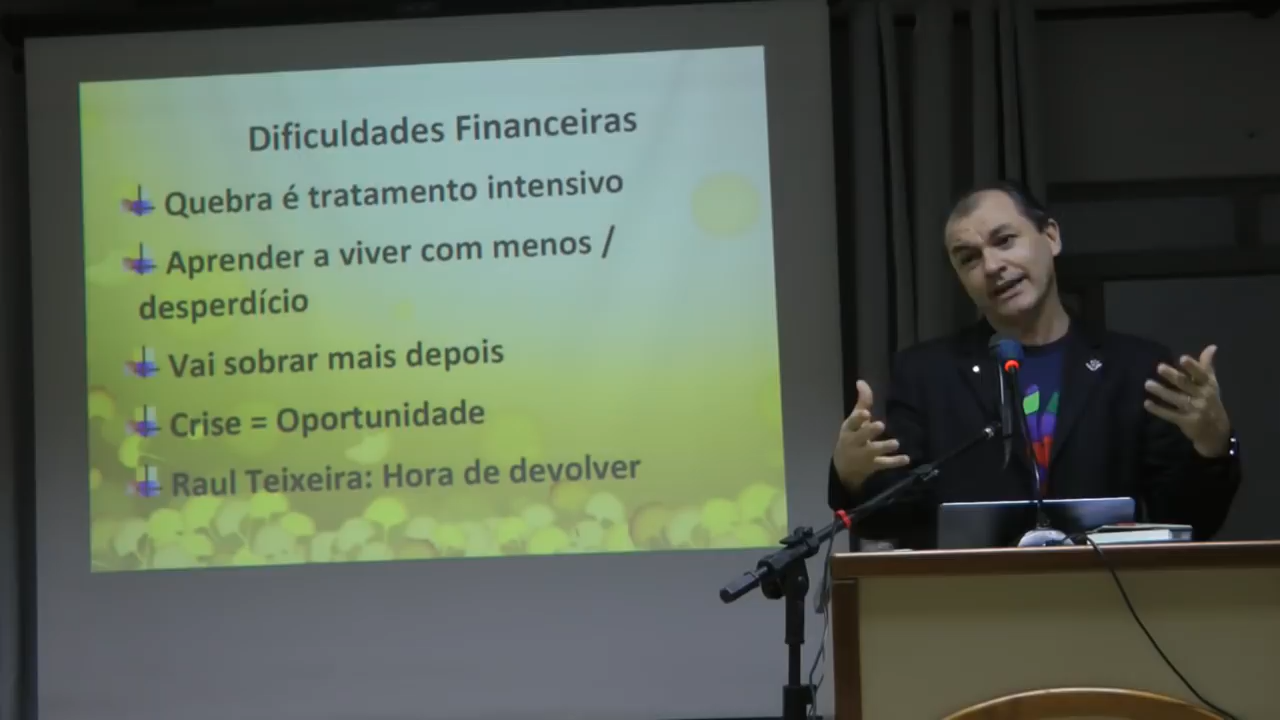 Dificuldades Financeiras
Quebra é tratamento intensivo
Aprender a viver com menos /
desperdício
Vai sobrar mais depois
Crise = Oportunidade
Raul Teixeira: Hora de devolver